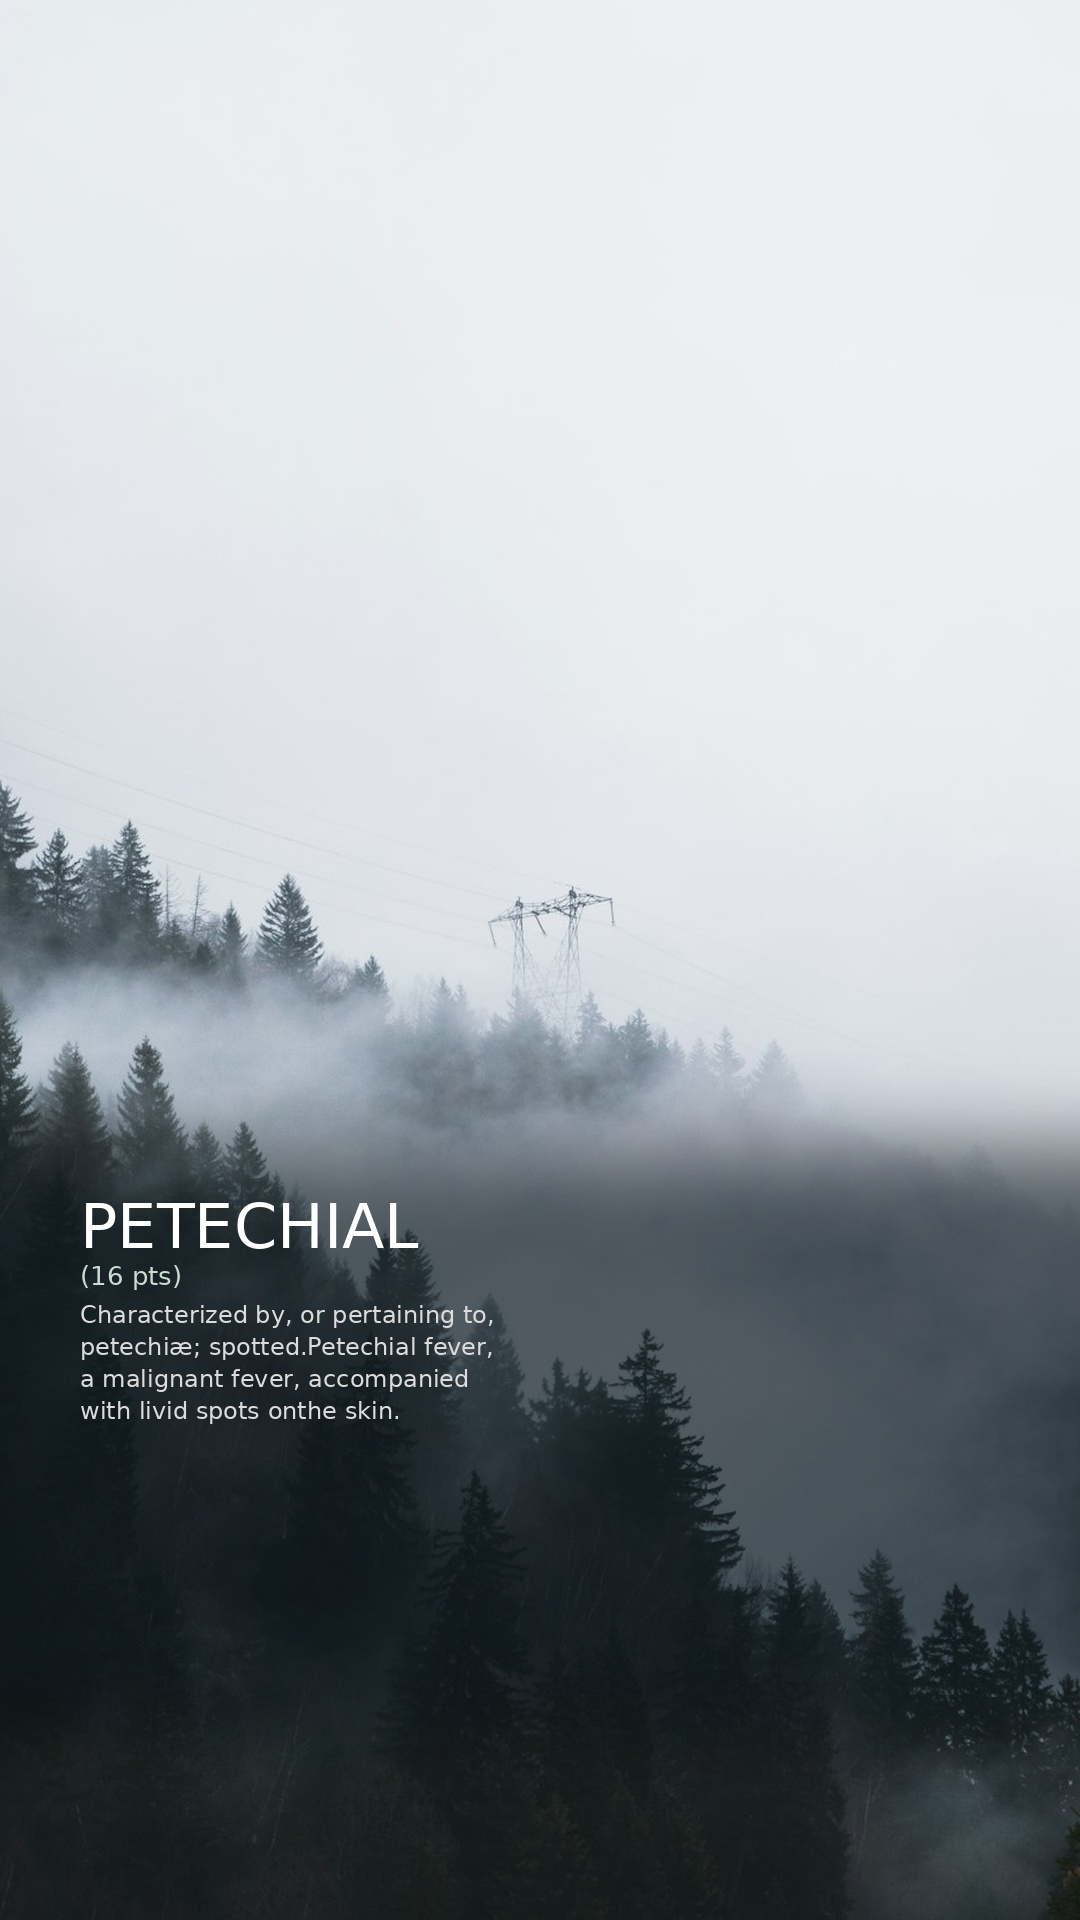 PETECHIAL
(16 pts)
Characterized by, or pertaining to,
petechiæ; spotted.Petechial fever,
a malignant fever, accompanied
with livid spots onthe skin.